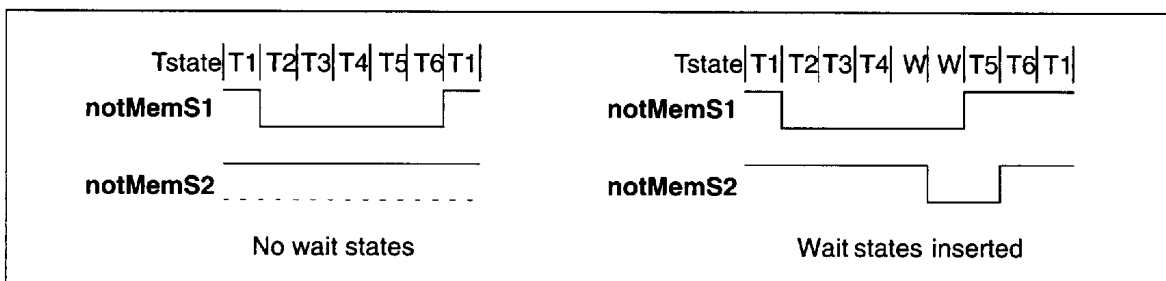 Tstate|T1|T2|T3|T4|T5|T6|T1|
notMemS1
notMemS2
No wait states
Tstate|T1|T2|T3|T4|W|W|T5|T6|T1|
notMemS1
notMemS2
Wait states inserted